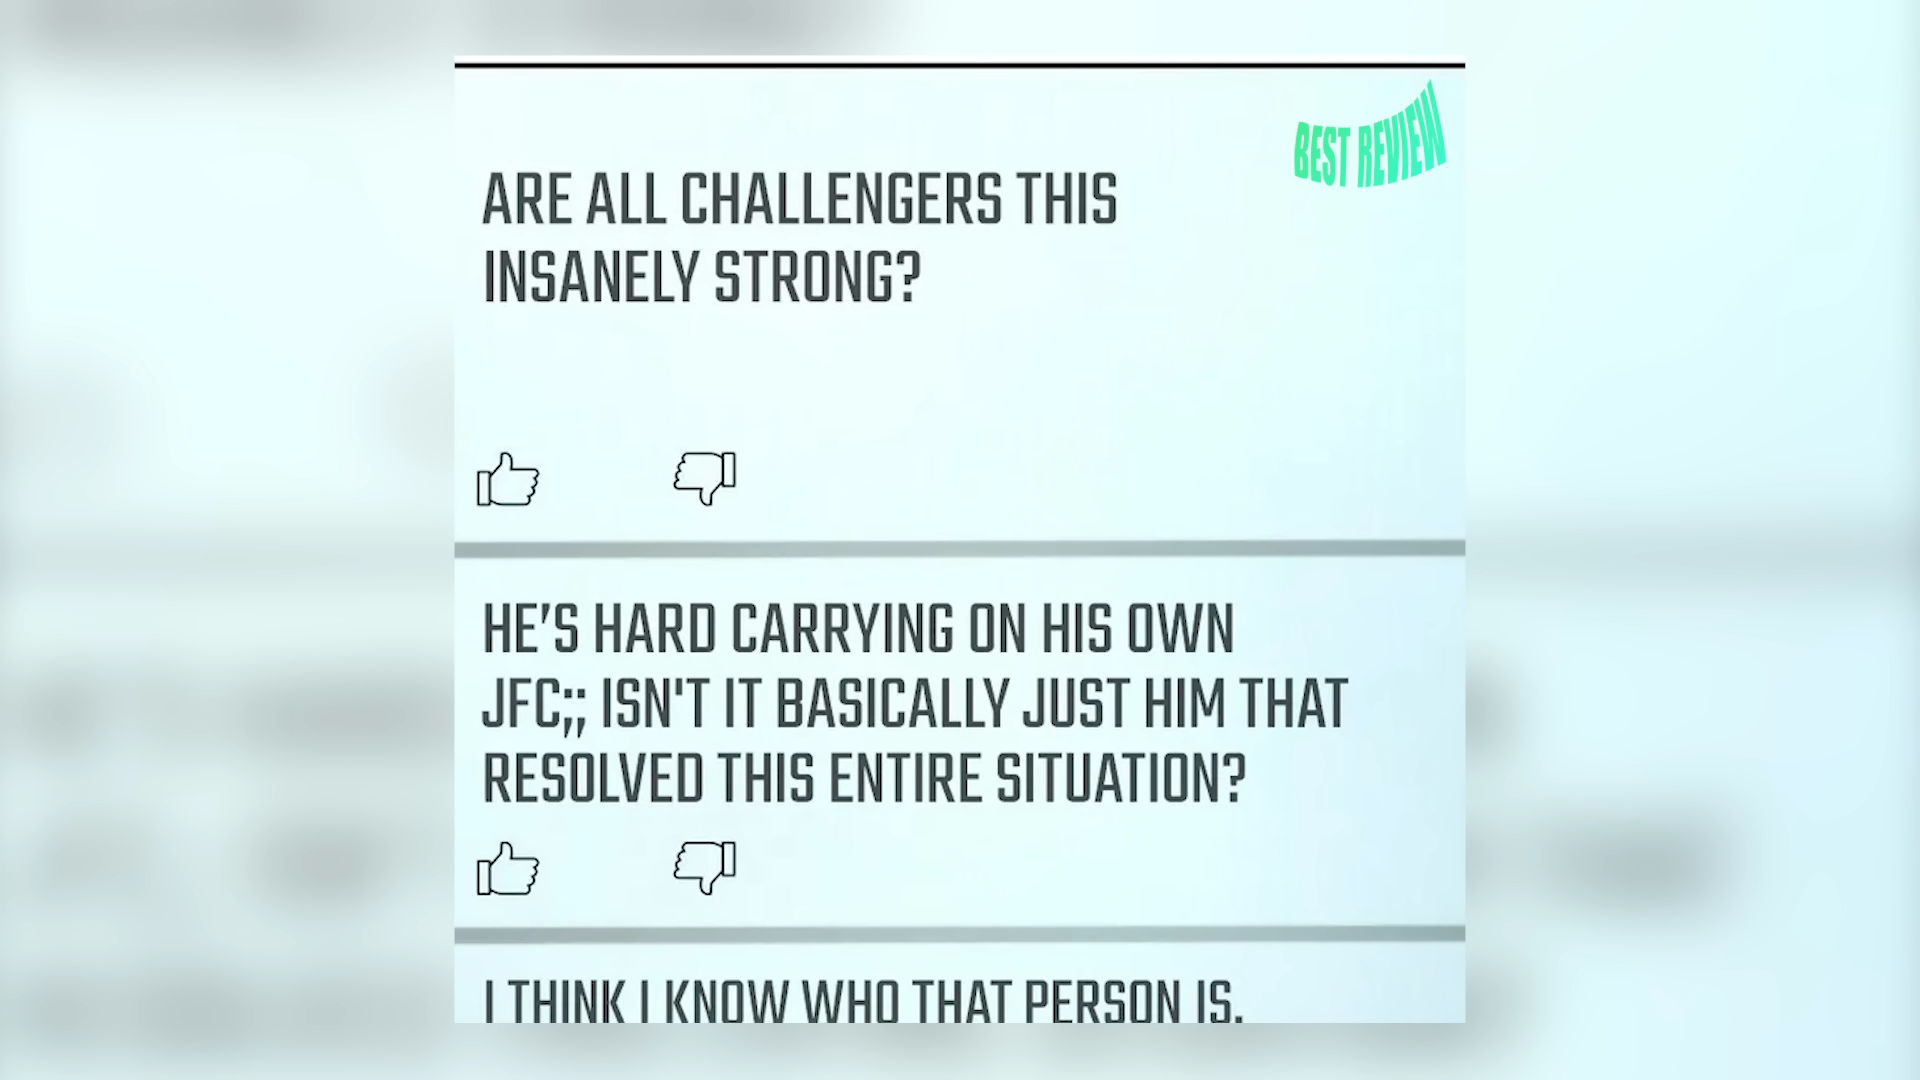 BEST REVIEW
ARE ALL CHALLENGERS THIS
INSANELY STRONG?
HE'S HARD CARRYING ON HIS OWN
JFC;; ISN'T IT BASICALLY JUST HIM THAT
RESOLVED THIS ENTIRE SITUATION?
I THINK I KNOW WHO THAT PERSON IS.